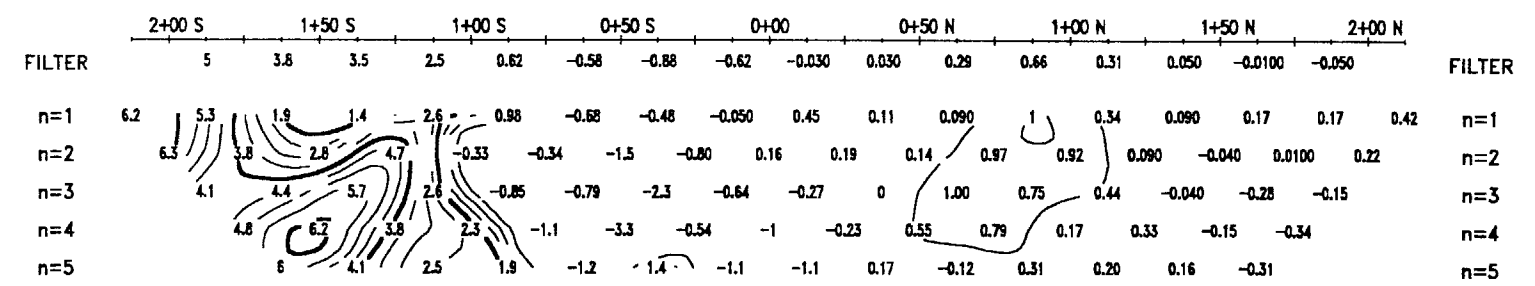 2+00 S 1+50 S 1+00 S 0+50 S 0+00 0+50 N 1+00 N 1+50 N 2+00 N
FILTER 5 3.8 3.5 2.5 0.62 -0.58 -0.88 -0.62 -0.030 0.030 0.29 0.66 0.31 0.050 -0.0100 -0.050 FILTER
n=1 6.2 5.3 1.9 1.4 2.6 0.98 -0.68 -0.48 -0.050 0.45 0.11 0.090 1 0.34 0.090 0.17 0.17 0.42 n=1
n=2 6.3 3.8 2.8 4.7 -0.33 -0.34 -1.5 -0.80 0.16 0.19 0.14 0.97 0.92 0.090 -0.040 0.0100 0.22 n=2
n=3 4.1 4.4 5.7 2.6 -0.85 -0.79 -2.3 -0.64 -0.27 0 1.00 0.75 0.44 -0.040 -0.28 -0.15 n=3
n=4 4.8 6.2 3.8 2.3 -1.1 -3.3 -0.54 -1 -0.23 0.55 0.79 0.17 0.33 -0.15 -0.34 n=4
n=5 6 4.1 2.5 1.9 -1.2 1.4 -1.1 -1.1 0.17 -0.12 0.31 0.20 0.16 -0.31 n=5